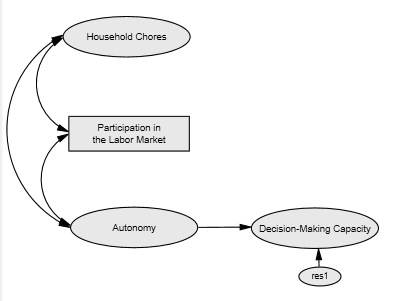 Household Chores
Participation in
the Labor Market
Autonomy
Decision-Making Capacity
res1